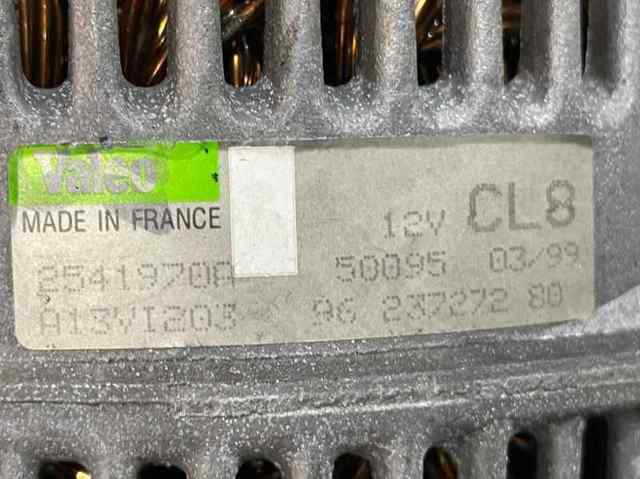 Valeo
MADE IN FRANCE
12V CL8
2541970A 50095 03/99
A13VI203 96 237272 80